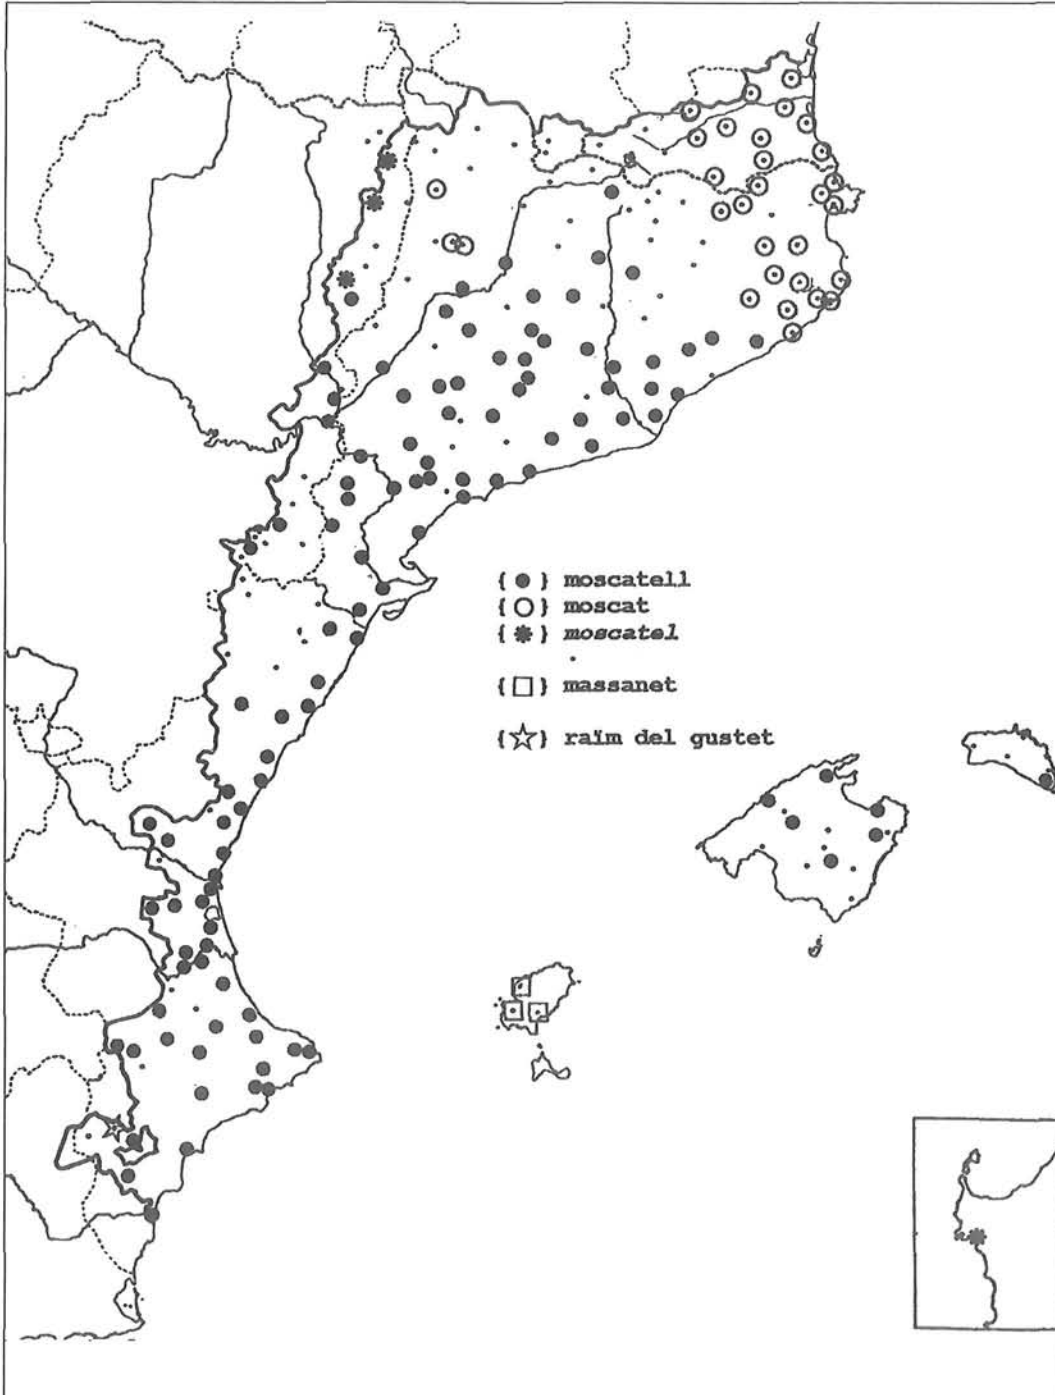 {●} moscatell
{○} moscat
{✱} moscatel
{□} massanet
{☆} raïm del gustet
A